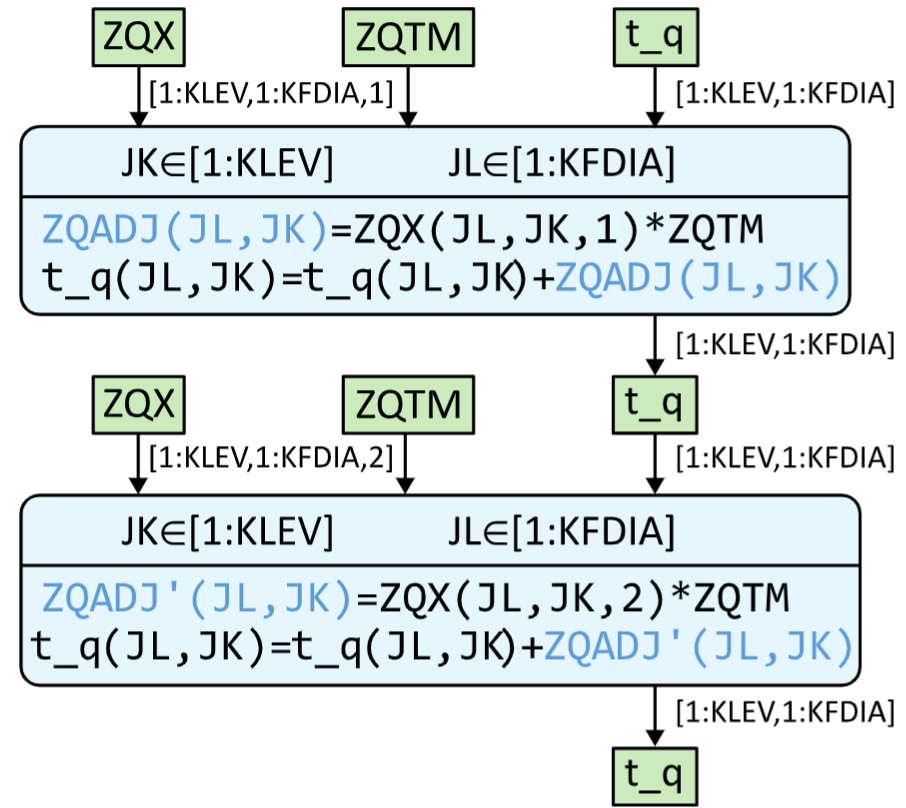 ZQX ZQTM t_q
[1:KLEV,1:KFDIA,1] [1:KLEV,1:KFDIA]
JK∈[1:KLEV] JL∈[1:KFDIA]
ZQADJ(JL,JK)=ZQX(JL,JK,1)*ZQTM
t_q(JL,JK)=t_q(JL,JK)+ZQADJ(JL,JK)
[1:KLEV,1:KFDIA]
ZQX ZQTM t_q
[1:KLEV,1:KFDIA,2] [1:KLEV,1:KFDIA]
JK∈[1:KLEV] JL∈[1:KFDIA]
ZQADJ'(JL,JK)=ZQX(JL,JK,2)*ZQTM
t_q(JL,JK)=t_q(JL,JK)+ZQADJ'(JL,JK)
[1:KLEV,1:KFDIA]
t_q